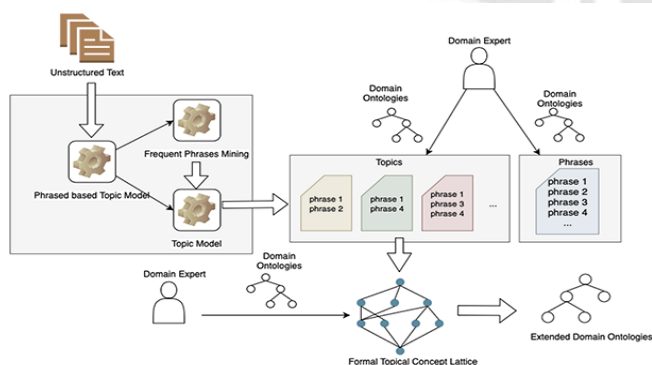 Unstructured Text
Domain Expert
Domain
Ontologies
Domain
Ontologies
Frequent Phrases Mining
Phrased based Topic Model
Topic Model
Topics
phrase 1
phrase 2
phrase 1
phrase 4
phrase 1
phrase 3
phrase 4
...
Phrases
phrase 1
phrase 2
phrase 3
phrase 4
...
Domain Expert
Domain
Ontologies
Formal Topical Concept Lattice
Extended Domain Ontologies